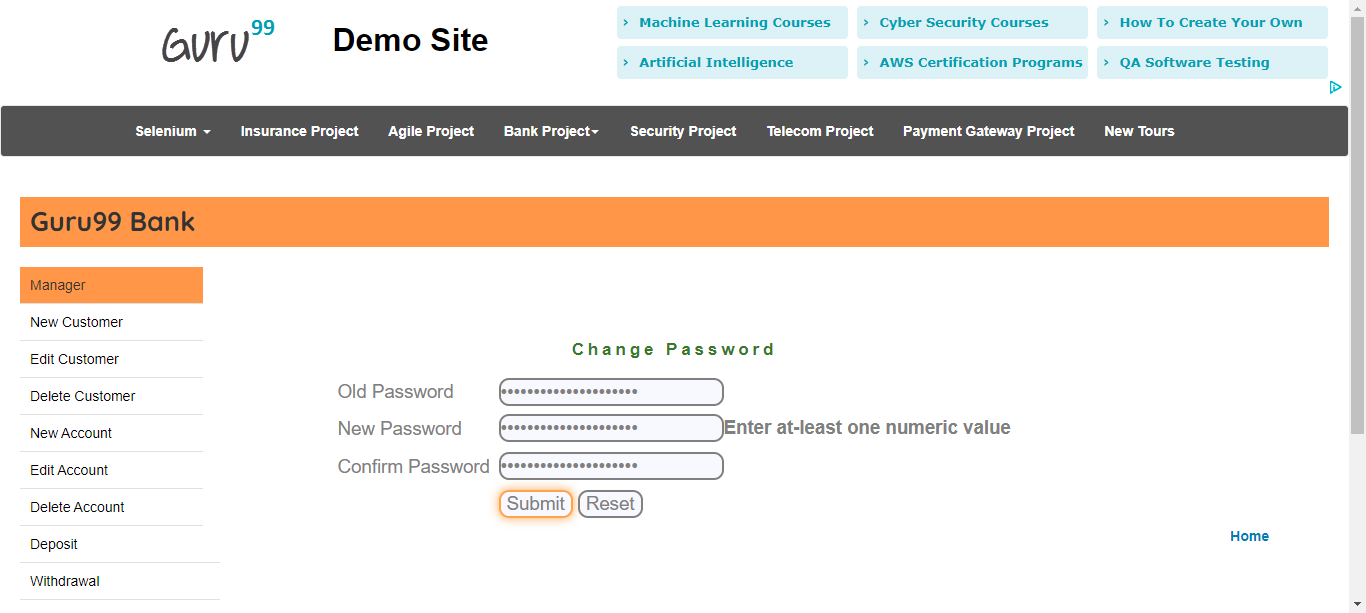 Guru99
Demo Site
Machine Learning Courses
Cyber Security Courses
How To Create Your Own
Artificial Intelligence
AWS Certification Programs
QA Software Testing
Selenium Insurance Project Agile Project Bank Project Security Project Telecom Project Payment Gateway Project New Tours
Guru99 Bank
Manager
New Customer
Edit Customer
Delete Customer
New Account
Edit Account
Delete Account
Deposit
Withdrawal
Change Password
Old Password •••••••••••••••••••••
New Password ••••••••••••••••••••• Enter at-least one numeric value
Confirm Password •••••••••••••••••••••
Submit Reset
Home